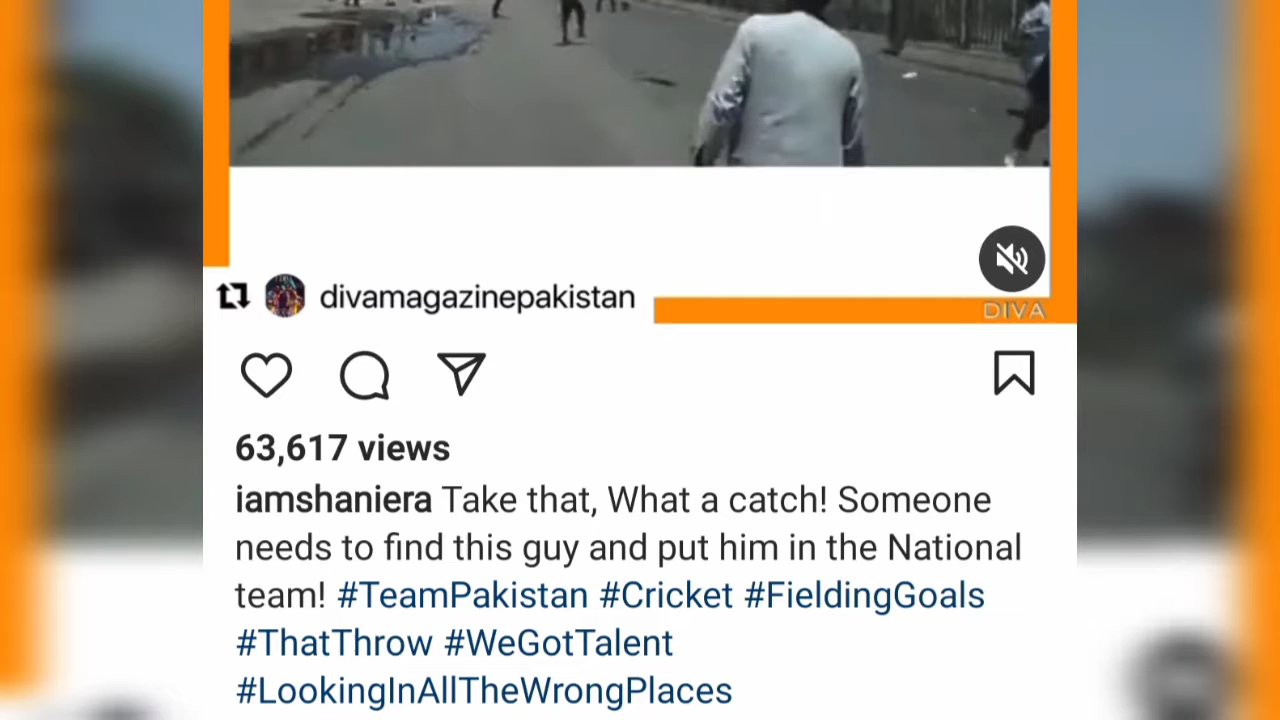 divamagazinepakistan
DIVA
63,617 views
iamshaniera Take that, What a catch! Someone
needs to find this guy and put him in the National
team! #TeamPakistan #Cricket #FieldingGoals
#ThatThrow #WeGotTalent
#LookingInAllTheWrongPlaces